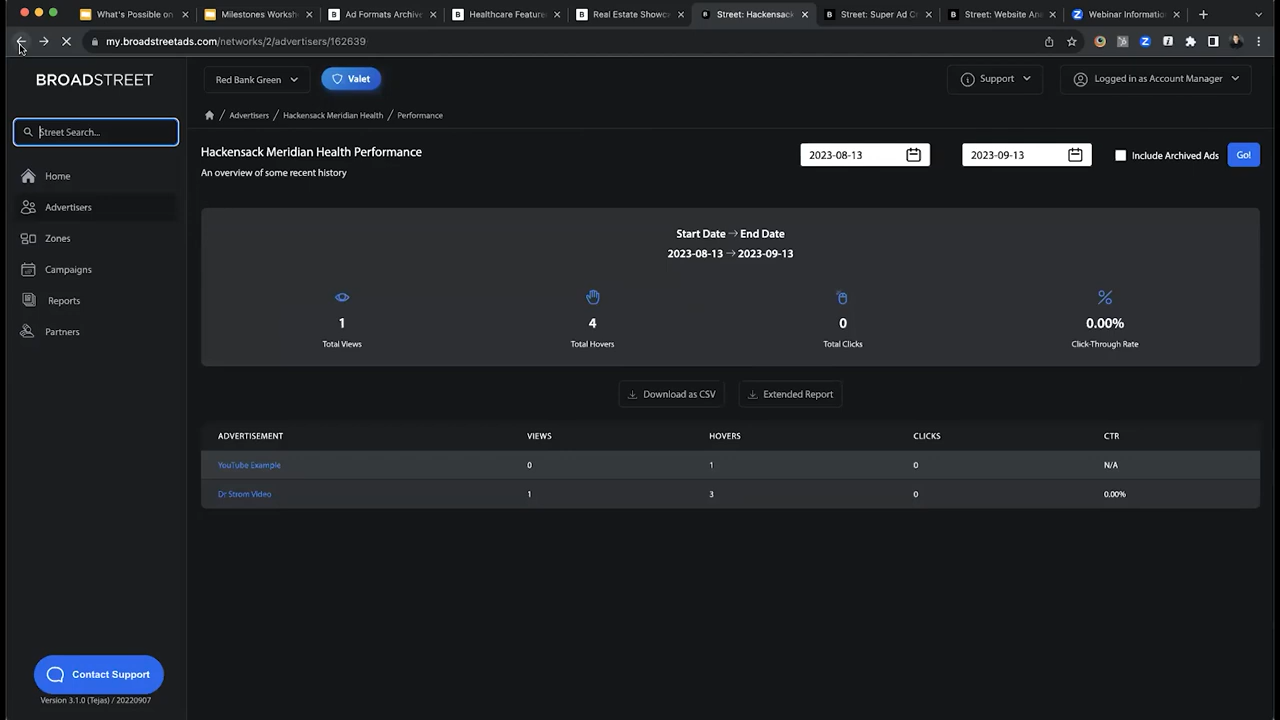 What's Possible on
Milestones Worksh
Ad Formats Archive
Healthcare Feature
Real Estate Showc
Street: Hackensac
Street: Super Ad C
Street: Website An
Webinar Informatio
my.broadstreetads.com/networks/2/advertisers/162639
BROADSTREET
Red Bank Green
Valet
Support
Logged in as Account Manager
Street Search...
Home / Advertisers / Hackensack Meridian Health / Performance
Hackensack Meridian Health Performance
An overview of some recent history
2023-08-13
2023-09-13
Include Archived Ads
Go!
Home
Advertisers
Zones
Campaigns
Reports
Partners
Start Date → End Date
2023-08-13 → 2023-09-13
1
Total Views
4
Total Hovers
0
Total Clicks
0.00%
Click-Through Rate
Download as CSV
Extended Report
ADVERTISEMENT VIEWS HOVERS CLICKS CTR
YouTube Example 0 1 0 N/A
Dr Strom Video 1 3 0 0.00%
Contact Support
Version 3.1.0 (Tejas) / 20220907